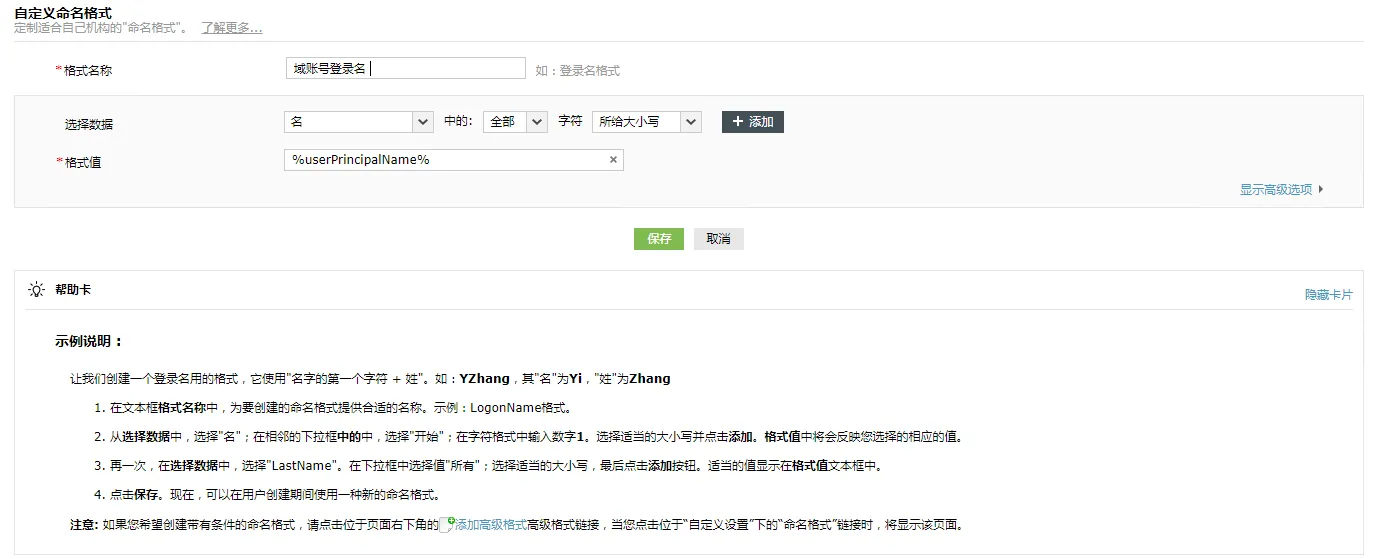 自定义命名格式
定制适合自己机构的"命名格式"。 了解更多...
*格式名称 域账号登录名 如：登录名格式
选择数据 名 中的： 全部 字符 所给大小写 + 添加
*格式值 %userPrincipalName% ×
显示高级选项
保存 取消
帮助卡
隐藏卡片
示例说明：
让我们创建一个登录名用的格式，它使用"名字的第一个字符 + 姓"。如：YZhang，其"名"为Yi，"姓"为Zhang
1. 在文本框格式名称中，为要创建的命名格式提供合适的名称。示例：LogonName格式。
2. 从选择数据中，选择"名"；在相邻的下拉框中的中，选择"开始"；在字符格式中输入数字1。选择适当的大小写并点击添加。格式值中将会反映您选择的相应的值。
3. 再一次，在选择数据中，选择"LastName"。在下拉框中选择值"所有"；选择适当的大小写，最后点击添加按钮。适当的值显示在格式值文本框中。
4. 点击保存。现在，可以在用户创建期间使用一种新的命名格式。
注意: 如果您希望创建带有条件的命名格式，请点击位于页面右下角的添加高级格式高级格式链接，当您点击位于“自定义设置”下的“命名格式”链接时，将显示该页面。